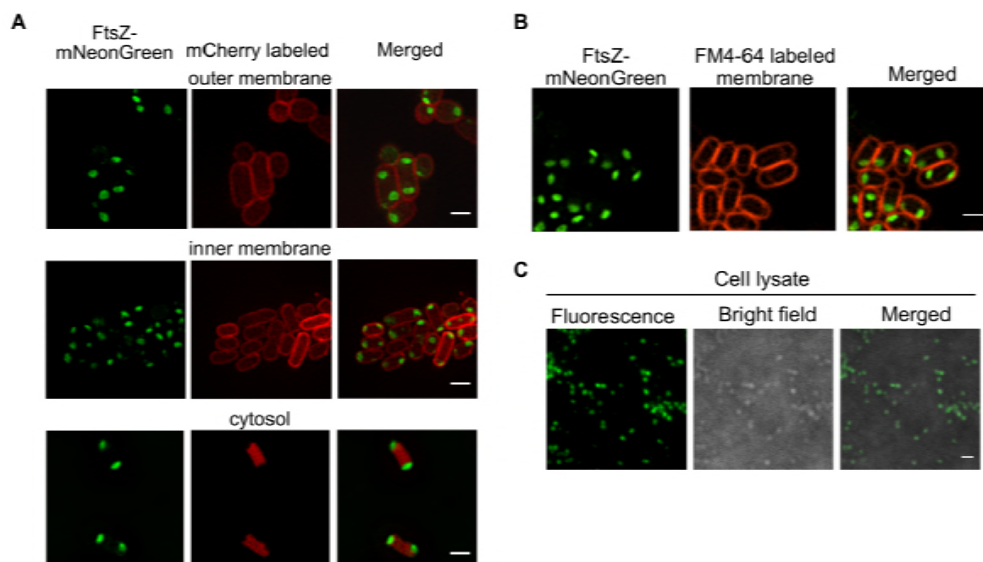 A
FtsZ-
mNeonGreen
mCherry labeled
Merged
outer membrane
inner membrane
cytosol
B
FtsZ-
mNeonGreen
FM4-64 labeled
membrane
Merged
C
Cell lysate
Fluorescence
Bright field
Merged